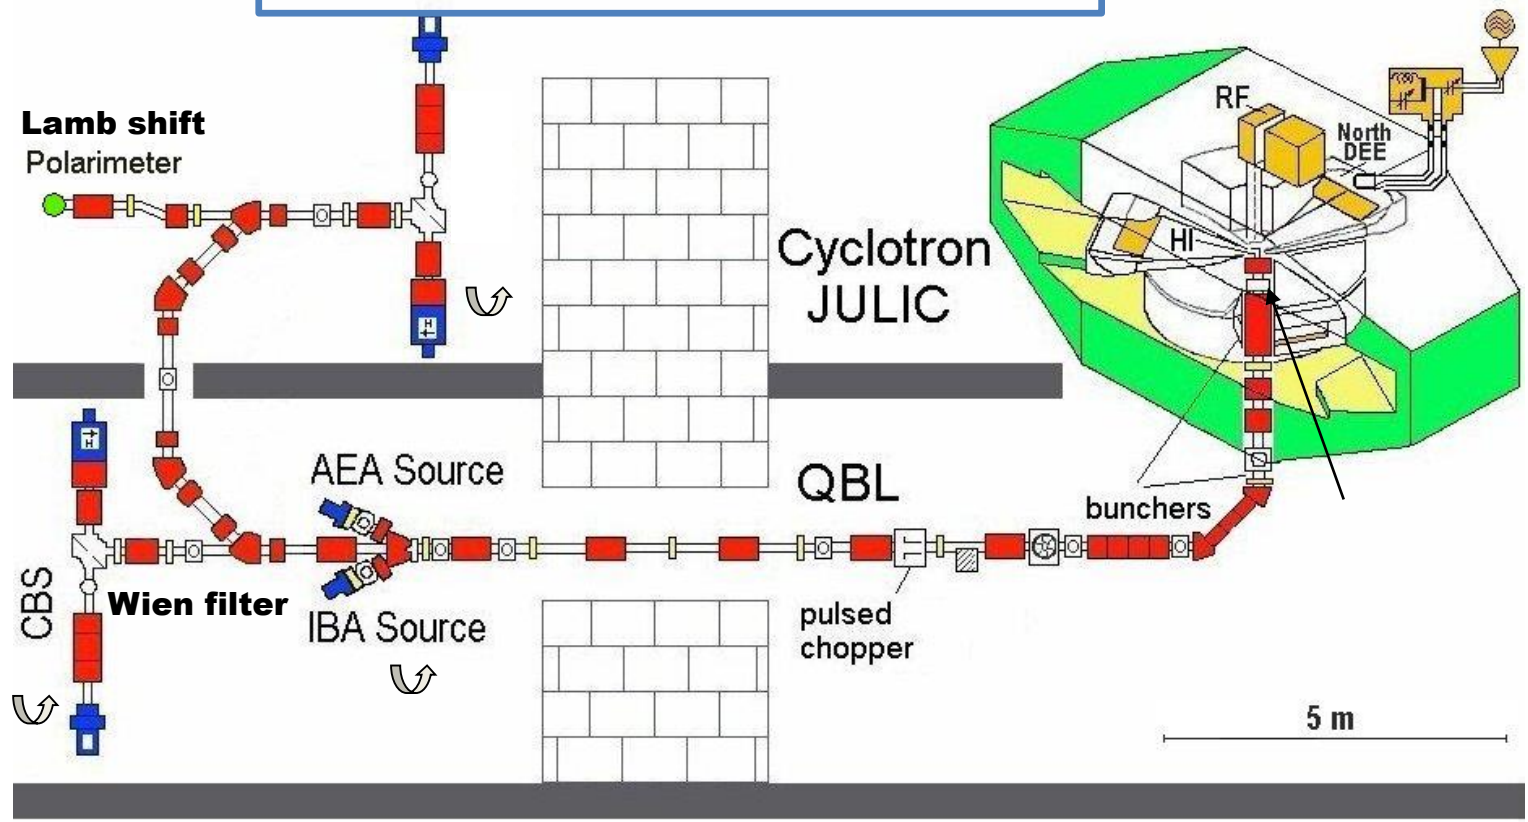 Lamb shift
Polarimeter
RF
North
DEE
HI
Cyclotron
JULIC
H
H
AEA Source
QBL
bunchers
CBS
Wien filter
IBA Source
pulsed
chopper
5 m